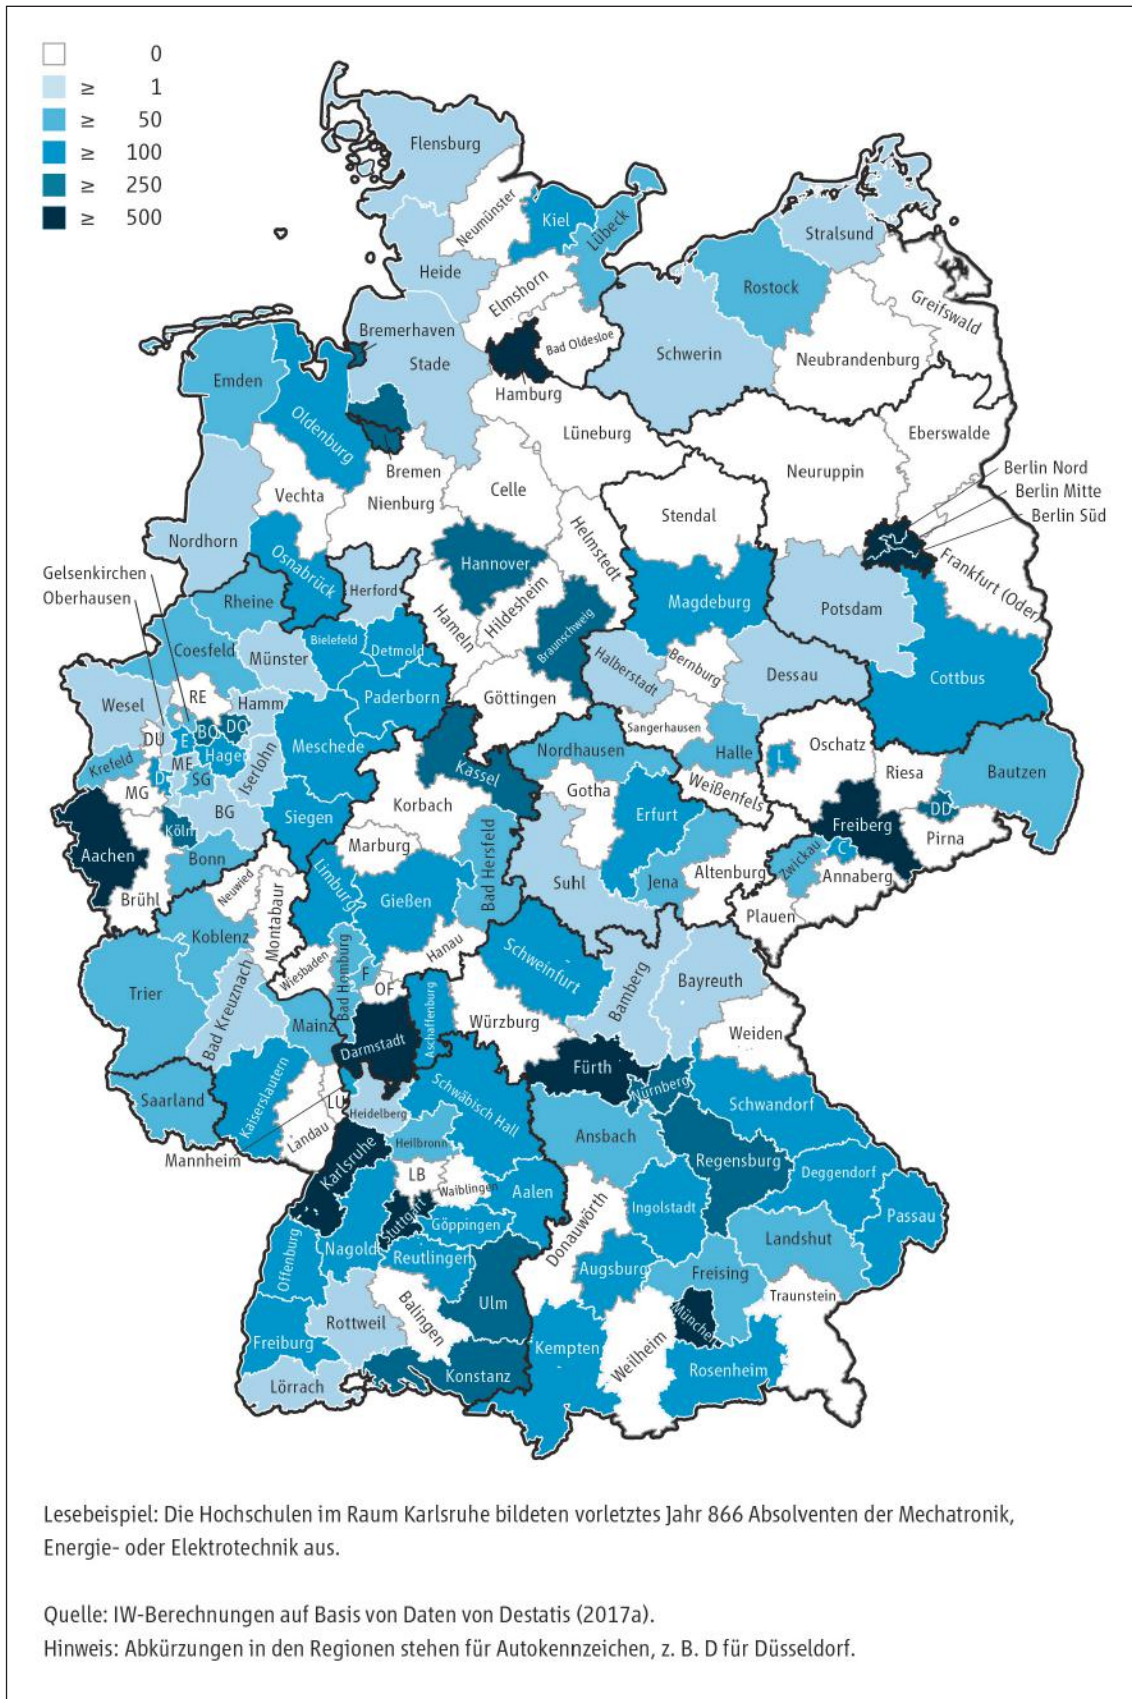 0
≥ 1
≥ 50
≥ 100
≥ 250
≥ 500
Flensburg
Neumünster
Kiel
Lübeck
Stralsund
Heide
Elmshorn
Rostock
Greifswald
Bremerhaven
Stade
Bad Oldesloe
Schwerin
Neubrandenburg
Emden
Hamburg
Oldenburg
Lüneburg
Eberswalde
Bremen
Neuruppin
Berlin Nord
Vechta
Nienburg
Celle
Berlin Mitte
Stendal
Berlin Süd
Nordhorn
Helmstedt
Osnabrück
Hannover
Frankfurt (Oder)
Gelsenkirchen
Oberhausen
Rheine
Herford
Hameln
Hildesheim
Magdeburg
Potsdam
Braunschweig
Bielefeld
Detmold
Coesfeld
Münster
Halberstadt
Bernburg
Dessau
Cottbus
RE
Paderborn
Göttingen
Wesel
Hamm
DU
BO
DO
Sangerhausen
E
Meschede
Nordhausen
Halle
Oschatz
Krefeld
ME
Hagen
Iserlohn
L
Riesa
Bautzen
D
SG
Kassel
MG
Gotha
Weißenfels
Korbach
BG
Siegen
Erfurt
DD
Köln
Freiberg
Pirna
Aachen
Marburg
Bonn
Bad Hersfeld
Zwickau
C
Brühl
Neuwied
Limburg
Gießen
Suhl
Jena
Altenburg
Annaberg
Montabaur
Plauen
Koblenz
Hanau
Schweinfurt
Wiesbaden
Bad Homburg
F
OF
Bamberg
Bayreuth
Trier
Bad Kreuznach
Mainz
Aschaffenburg
Würzburg
Weiden
Darmstadt
Fürth
Nürnberg
Saarland
Kaiserslautern
LU
Heidelberg
Schwäbisch Hall
Schwandorf
Landau
Mannheim
Heilbronn
Ansbach
Karlsruhe
Regensburg
Deggendorf
LB
Waiblingen
Aalen
Stuttgart
Göppingen
Donauwörth
Ingolstadt
Passau
Offenburg
Nagold
Reutlingen
Landshut
Augsburg
Freising
Ulm
Traunstein
Rottweil
Balingen
München
Freiburg
Kempten
Weilheim
Rosenheim
Lörrach
Konstanz
Lesebeispiel: Die Hochschulen im Raum Karlsruhe bildeten vorletztes Jahr 866 Absolventen der Mechatronik,
Energie- oder Elektrotechnik aus.
Quelle: IW-Berechnungen auf Basis von Daten von Destatis (2017a).
Hinweis: Abkürzungen in den Regionen stehen für Autokennzeichen, z. B. D für Düsseldorf.